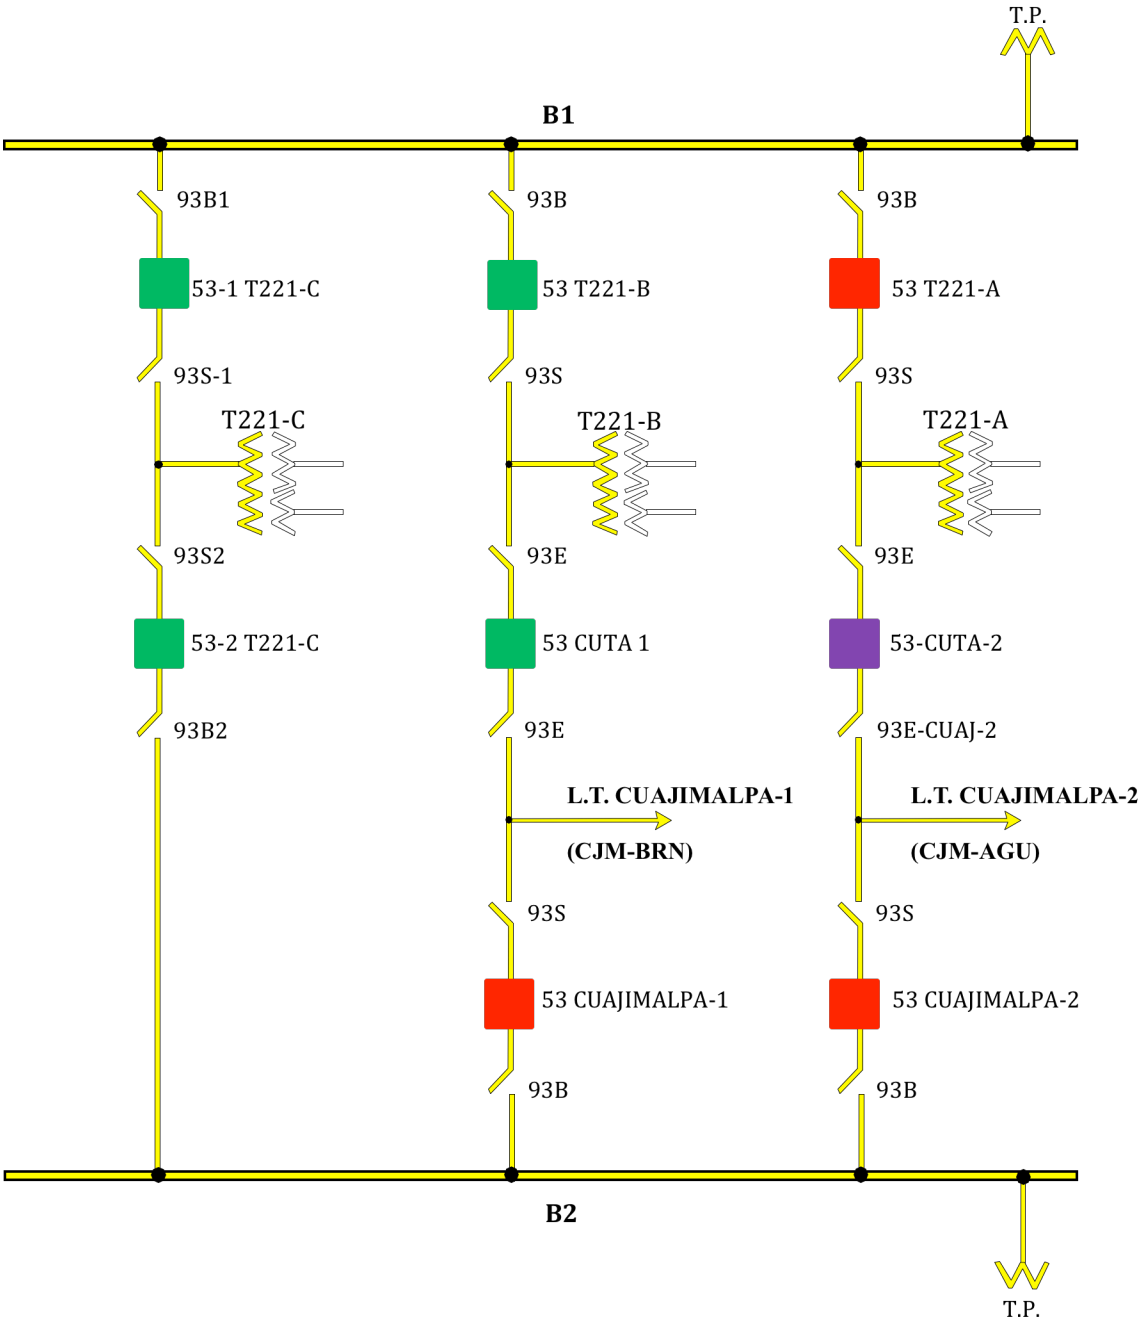 T.P.
B1
93B1
93B
93B
53-1 T221-C
53 T221-B
53 T221-A
93S-1
93S
93S
T221-C
T221-B
T221-A
93S2
93E
93E
53-2 T221-C
53 CUTA 1
53-CUTA-2
93B2
93E
93E-CUAJ-2
L.T. CUAJIMALPA-1
L.T. CUAJIMALPA-2
(CJM-BRN)
(CJM-AGU)
93S
93S
53 CUAJIMALPA-1
53 CUAJIMALPA-2
93B
93B
B2
T.P.